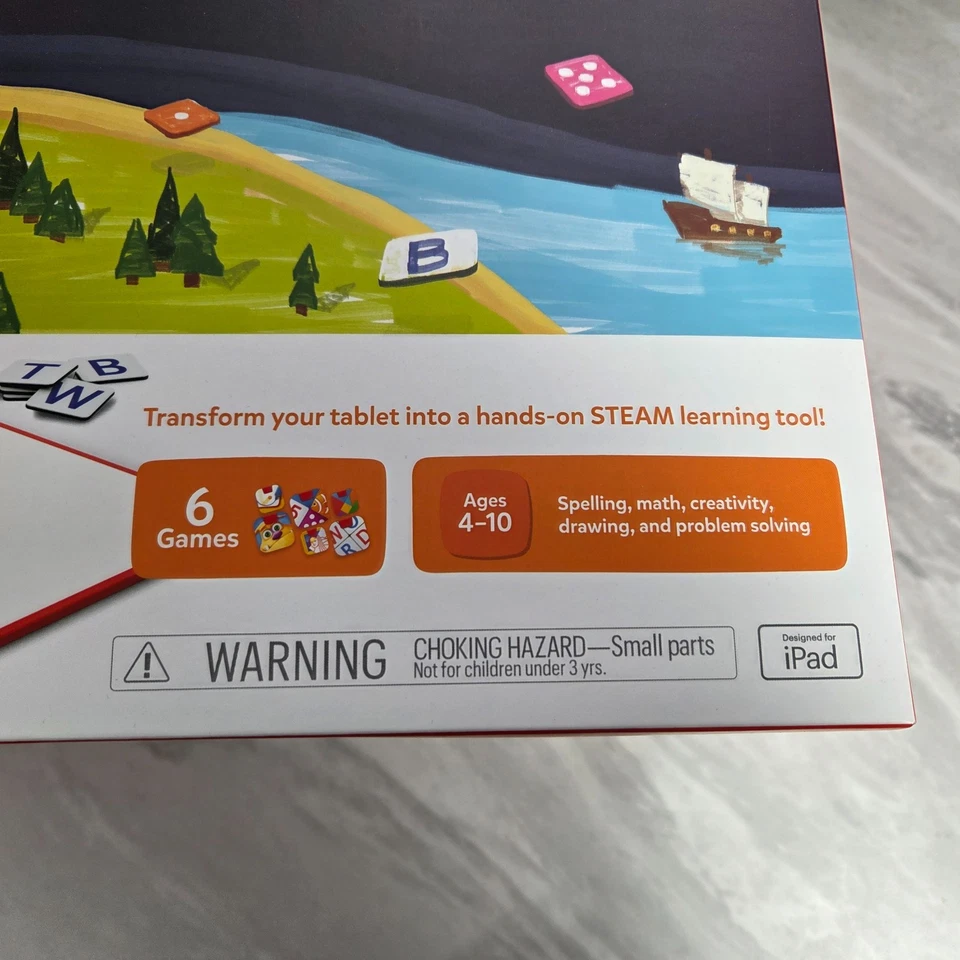 B
T B
W
Transform your tablet into a hands-on STEAM learning tool!
6
Games
R D
Ages
4–10
Spelling, math, creativity,
drawing, and problem solving
WARNING
CHOKING HAZARD—Small parts
Not for children under 3 yrs.
Designed for
iPad